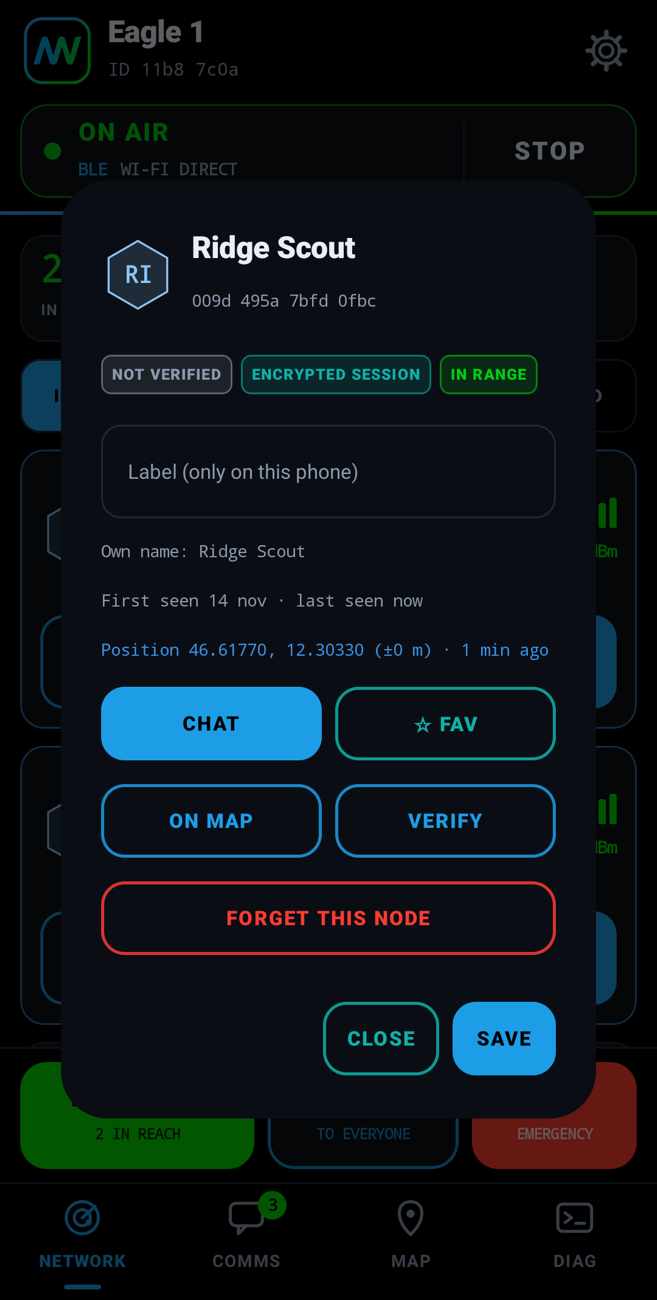 Eagle 1
ID 11b8 7c0a
ON AIR
BLE WI-FI DIRECT
STOP
2
IN
Ridge Scout
RI
009d 495a 7bfd 0fbc
NOT VERIFIED
ENCRYPTED SESSION
IN RANGE
Label (only on this phone)
Own name: Ridge Scout
First seen 14 nov · last seen now
Position 46.61770, 12.30330 (±0 m) · 1 min ago
CHAT
☆ FAV
ON MAP
VERIFY
FORGET THIS NODE
CLOSE
SAVE
2 IN REACH
TO EVERYONE
EMERGENCY
3
NETWORK
COMMS
MAP
DIAG